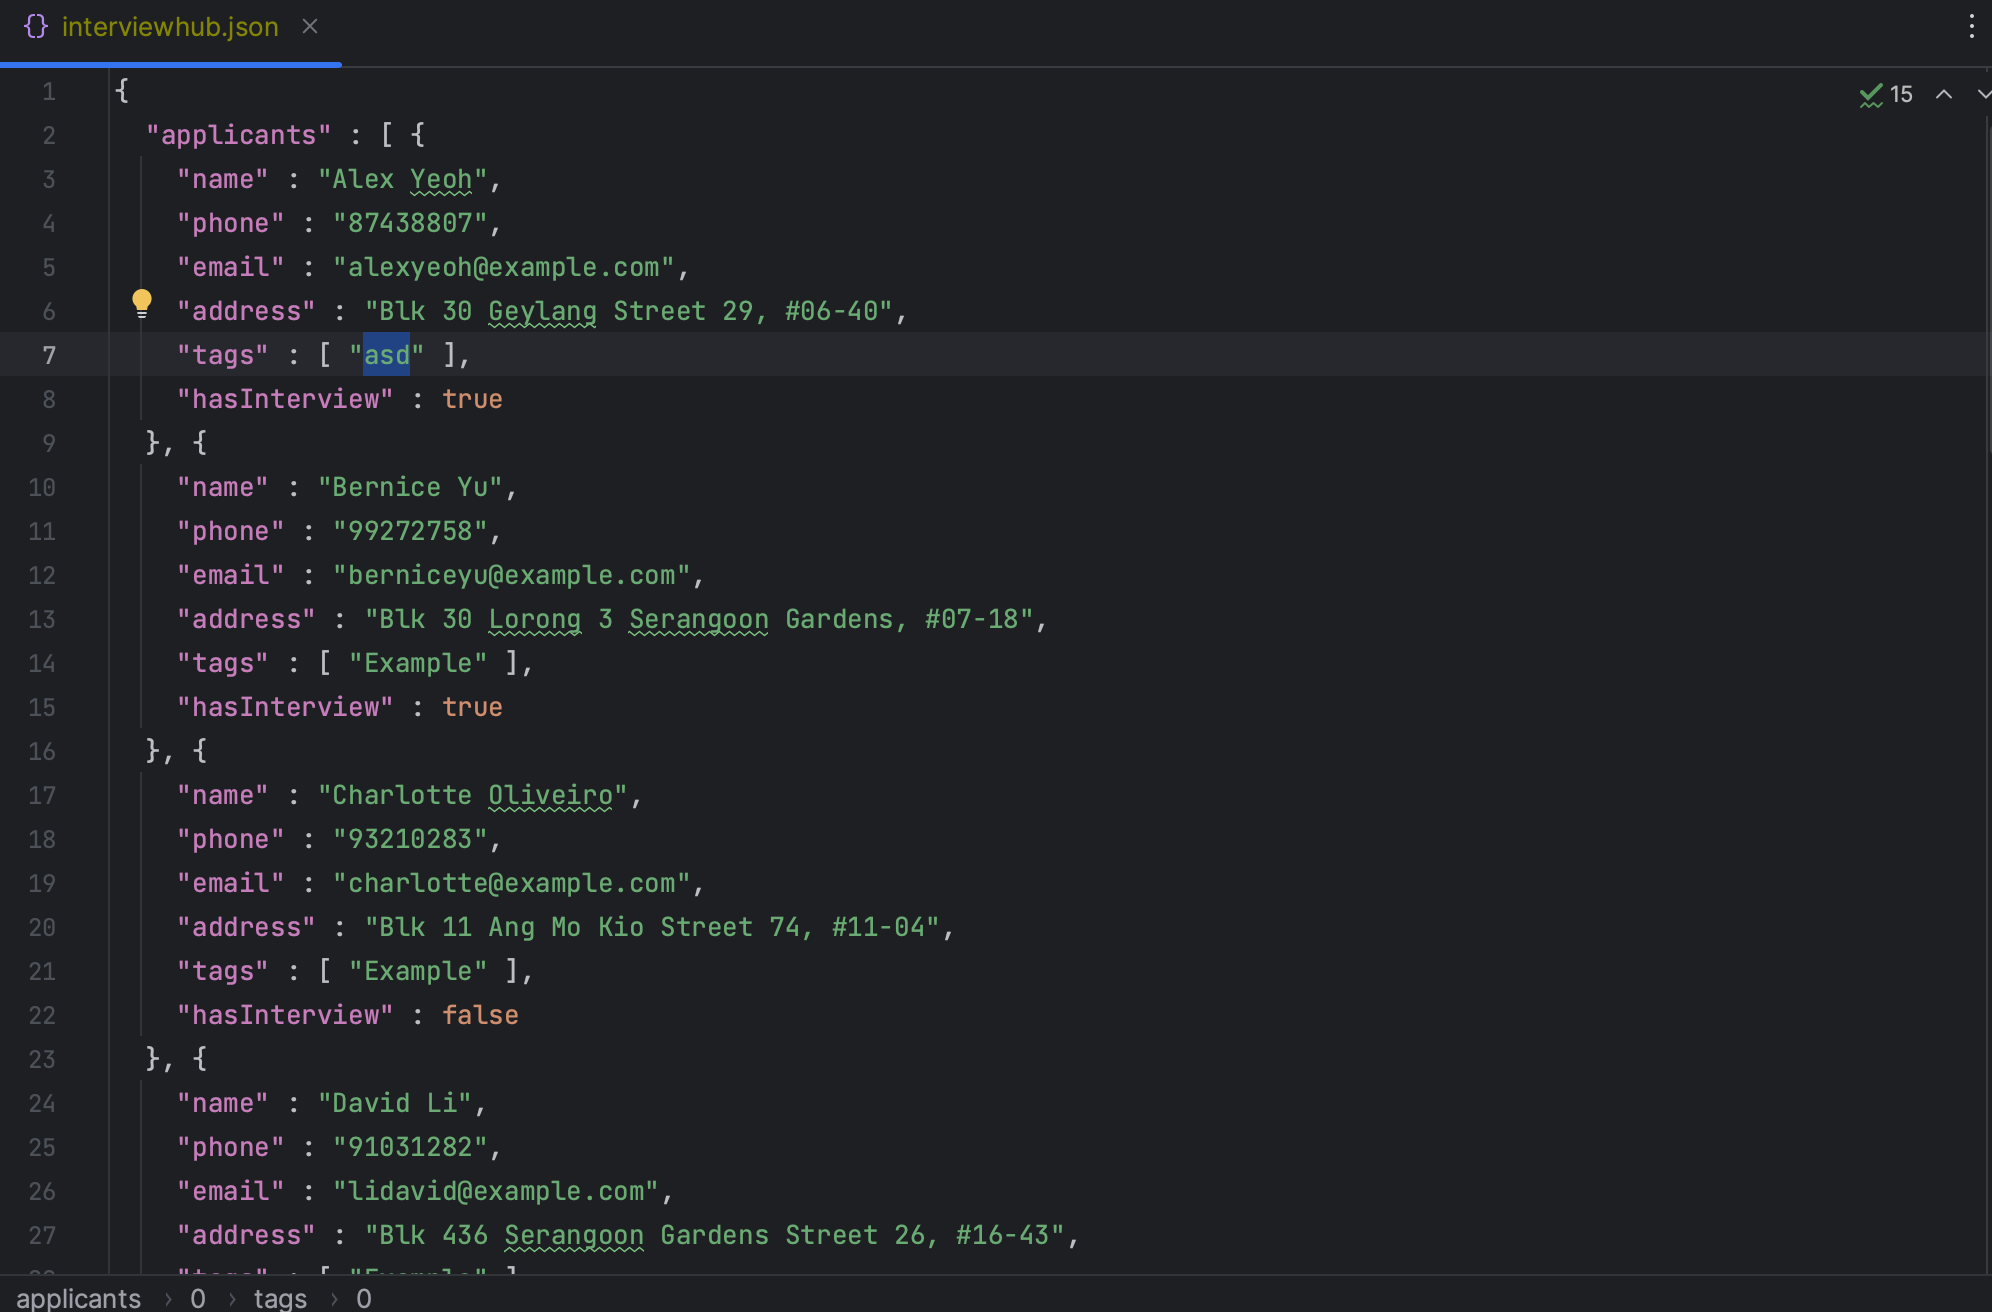 {} interviewhub.json ×
15
1 {
2 "applicants" : [ {
3 "name" : "Alex Yeoh",
4 "phone" : "87438807",
5 "email" : "alexyeoh@example.com",
6 "address" : "Blk 30 Geylang Street 29, #06-40",
7 "tags" : [ "asd" ],
8 "hasInterview" : true
9 }, {
10 "name" : "Bernice Yu",
11 "phone" : "99272758",
12 "email" : "berniceyu@example.com",
13 "address" : "Blk 30 Lorong 3 Serangoon Gardens, #07-18",
14 "tags" : [ "Example" ],
15 "hasInterview" : true
16 }, {
17 "name" : "Charlotte Oliveiro",
18 "phone" : "93210283",
19 "email" : "charlotte@example.com",
20 "address" : "Blk 11 Ang Mo Kio Street 74, #11-04",
21 "tags" : [ "Example" ],
22 "hasInterview" : false
23 }, {
24 "name" : "David Li",
25 "phone" : "91031282",
26 "email" : "lidavid@example.com",
27 "address" : "Blk 436 Serangoon Gardens Street 26, #16-43",
applicants > 0 > tags > 0